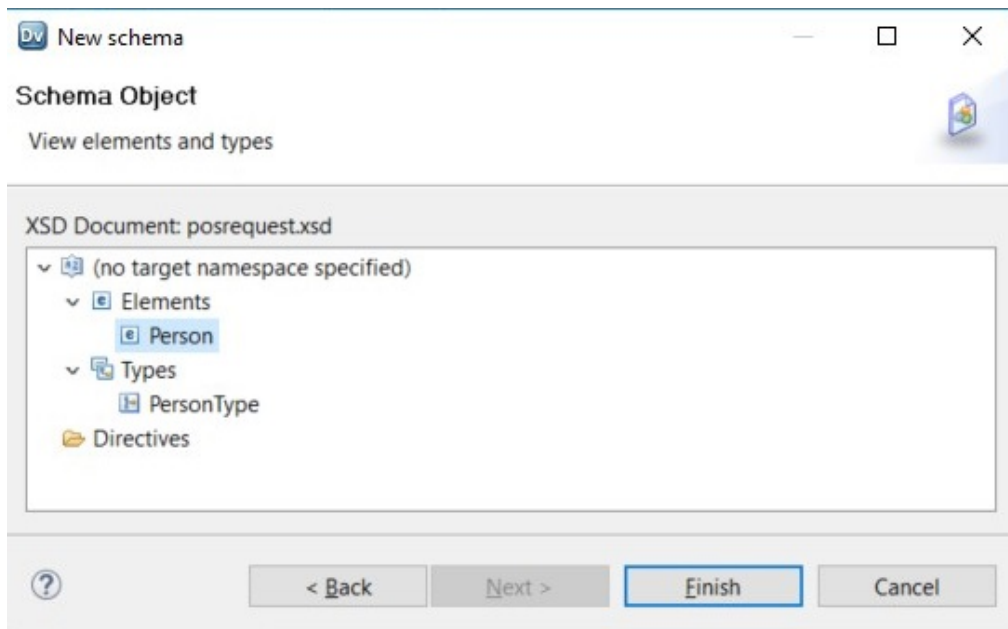 Dv New schema
Schema Object
View elements and types
XSD Document: posrequest.xsd
(no target namespace specified)
e Elements
e Person
Types
PersonType
Directives
? < Back Next > Finish Cancel